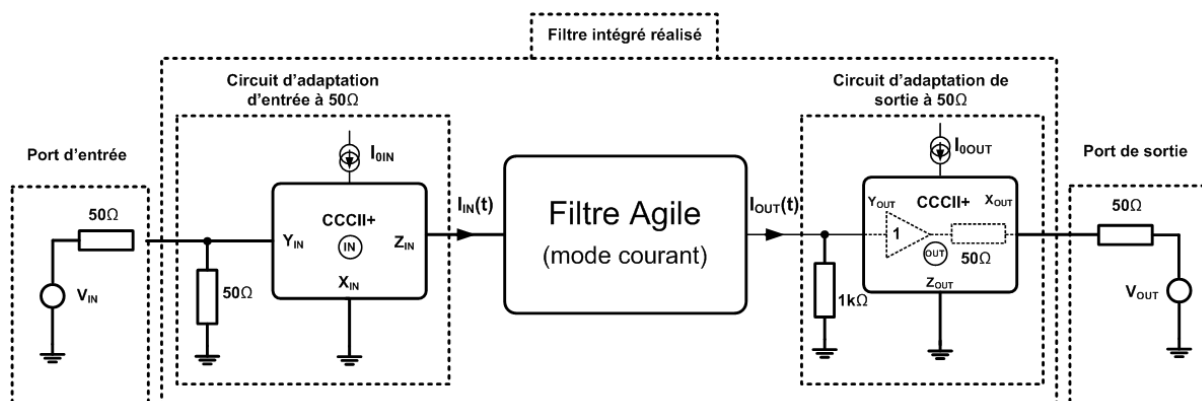 Filtre intégré réalisé
Circuit d'adaptation
d'entrée à 50Ω
Circuit d'adaptation de
sortie à 50Ω
Port d'entrée
Port de sortie
I0IN
I0OUT
50Ω
VIN
50Ω
YIN
CCCII+
IN
ZIN
XIN
IIN(t)
Filtre Agile
(mode courant)
IOUT(t)
1kΩ
YOUT
CCCII+
XOUT
1
OUT
50Ω
ZOUT
50Ω
VOUT